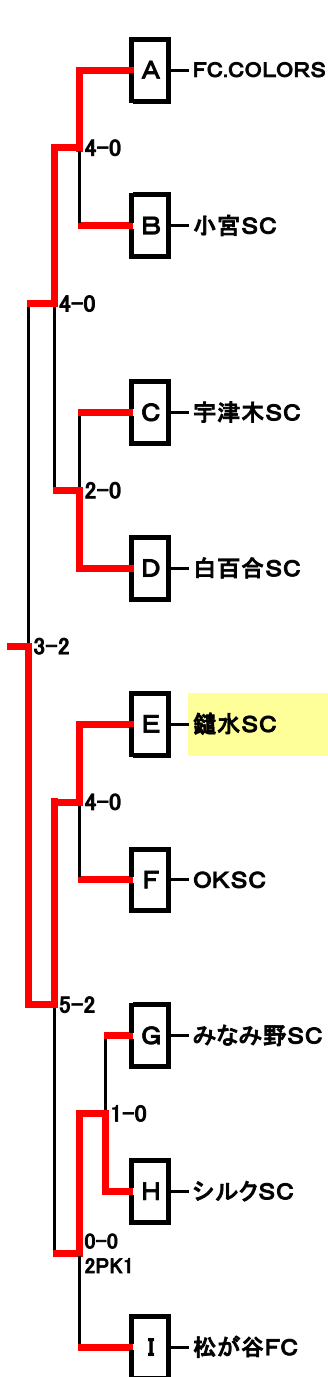 A FC.COLORS
4-0
B 小宮SC
4-0
C 宇津木SC
2-0
D 白百合SC
3-2
E 鑓水SC
4-0
F OKSC
5-2
G みなみ野SC
1-0
H シルクSC
0-0
2PK1
I 松が谷FC